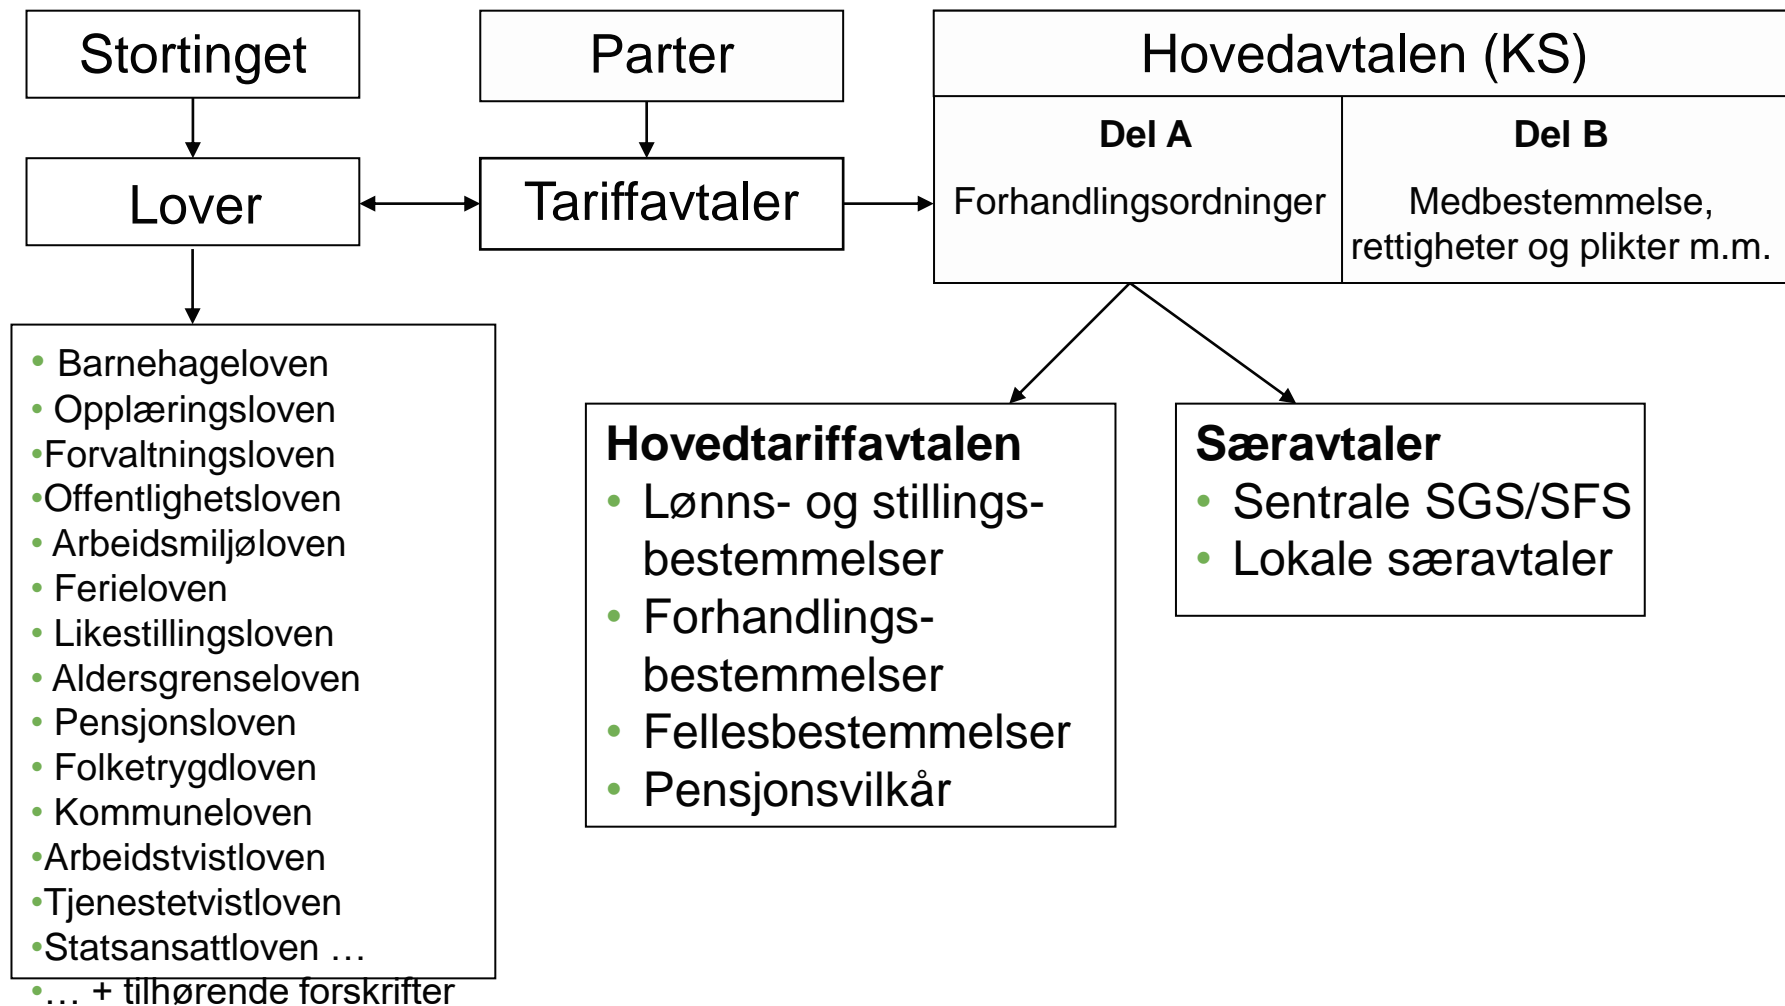 Stortinget
Parter
Hovedavtalen (KS)
Lover
Tariffavtaler
Del A
Forhandlingsordninger
Del B
Medbestemmelse,
rettigheter og plikter m.m.
• Barnehageloven
• Opplæringsloven
•Forvaltningsloven
•Offentlighetsloven
• Arbeidsmiljøloven
• Ferieloven
• Likestillingsloven
• Aldersgrenseloven
• Pensjonsloven
• Folketrygdloven
• Kommuneloven
•Arbeidstvistloven
•Tjenestetvistloven
•Statsansattloven …
•… + tilhørende forskrifter
Hovedtariffavtalen
• Lønns- og stillings-
bestemmelser
• Forhandlings-
bestemmelser
• Fellesbestemmelser
• Pensjonsvilkår
Særavtaler
• Sentrale SGS/SFS
• Lokale særavtaler